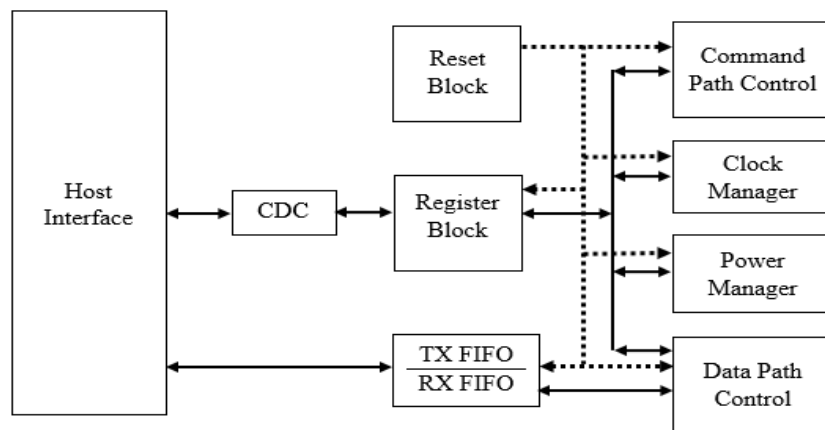 Host
Interface
CDC
Reset
Block
Register
Block
TX FIFO
RX FIFO
Command
Path Control
Clock
Manager
Power
Manager
Data Path
Control